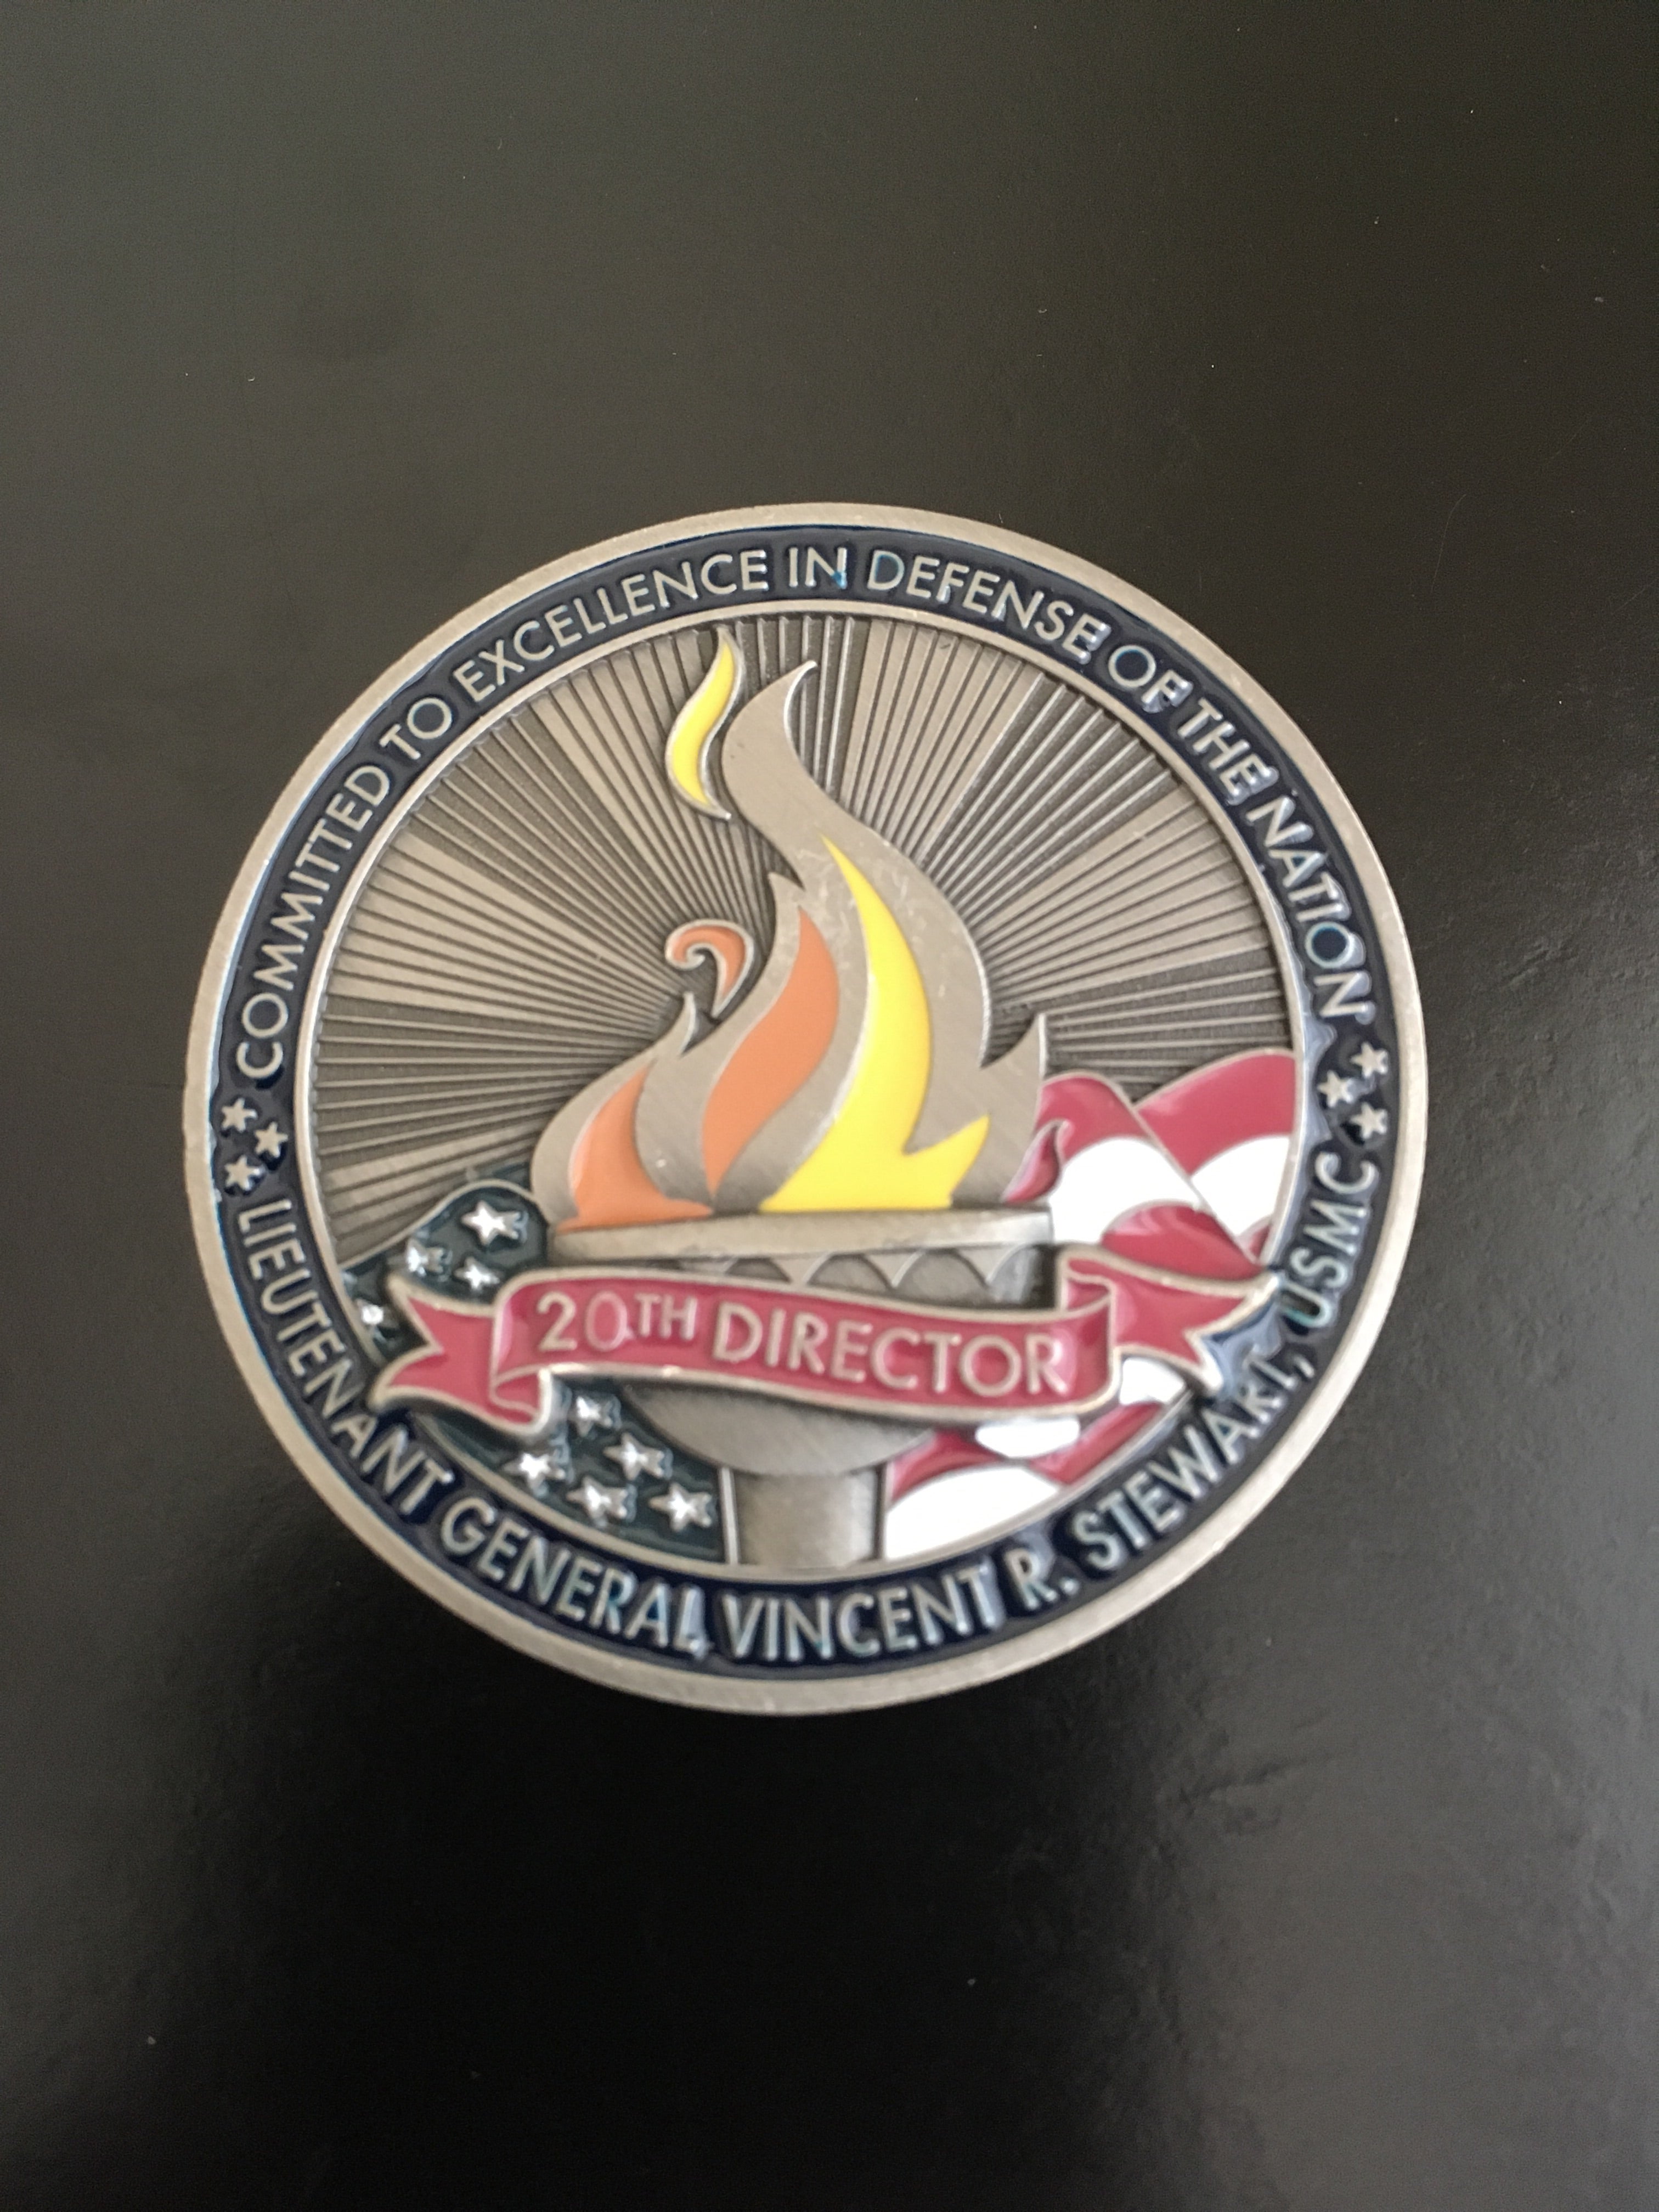 COMMITTED TO EXCELLENCE IN DEFENSE OF THE NATION
20TH DIRECTOR
LIEUTENANT GENERAL VINCENT R. STEWART, USMC